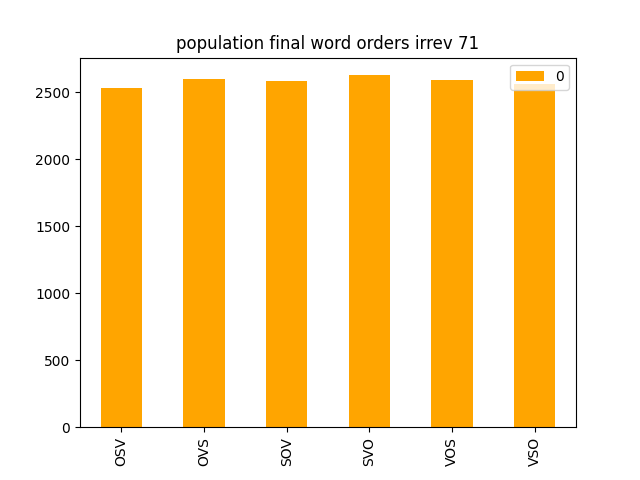 population final word orders irrev 71
0
2500
2000
1500
1000
500
0
OSV
OVS
SOV
SVO
VOS
VSO